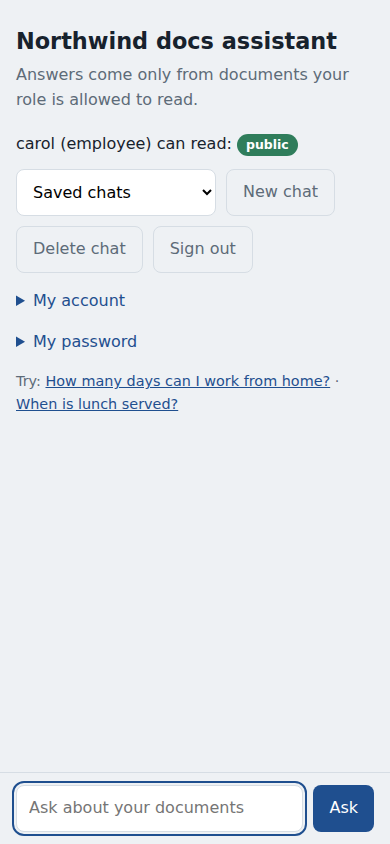 Northwind docs assistant
Answers come only from documents your
role is allowed to read.
carol (employee) can read: public
Saved chats New chat
Delete chat Sign out
My account
My password
Try: How many days can I work from home? ·
When is lunch served?
Ask about your documents Ask